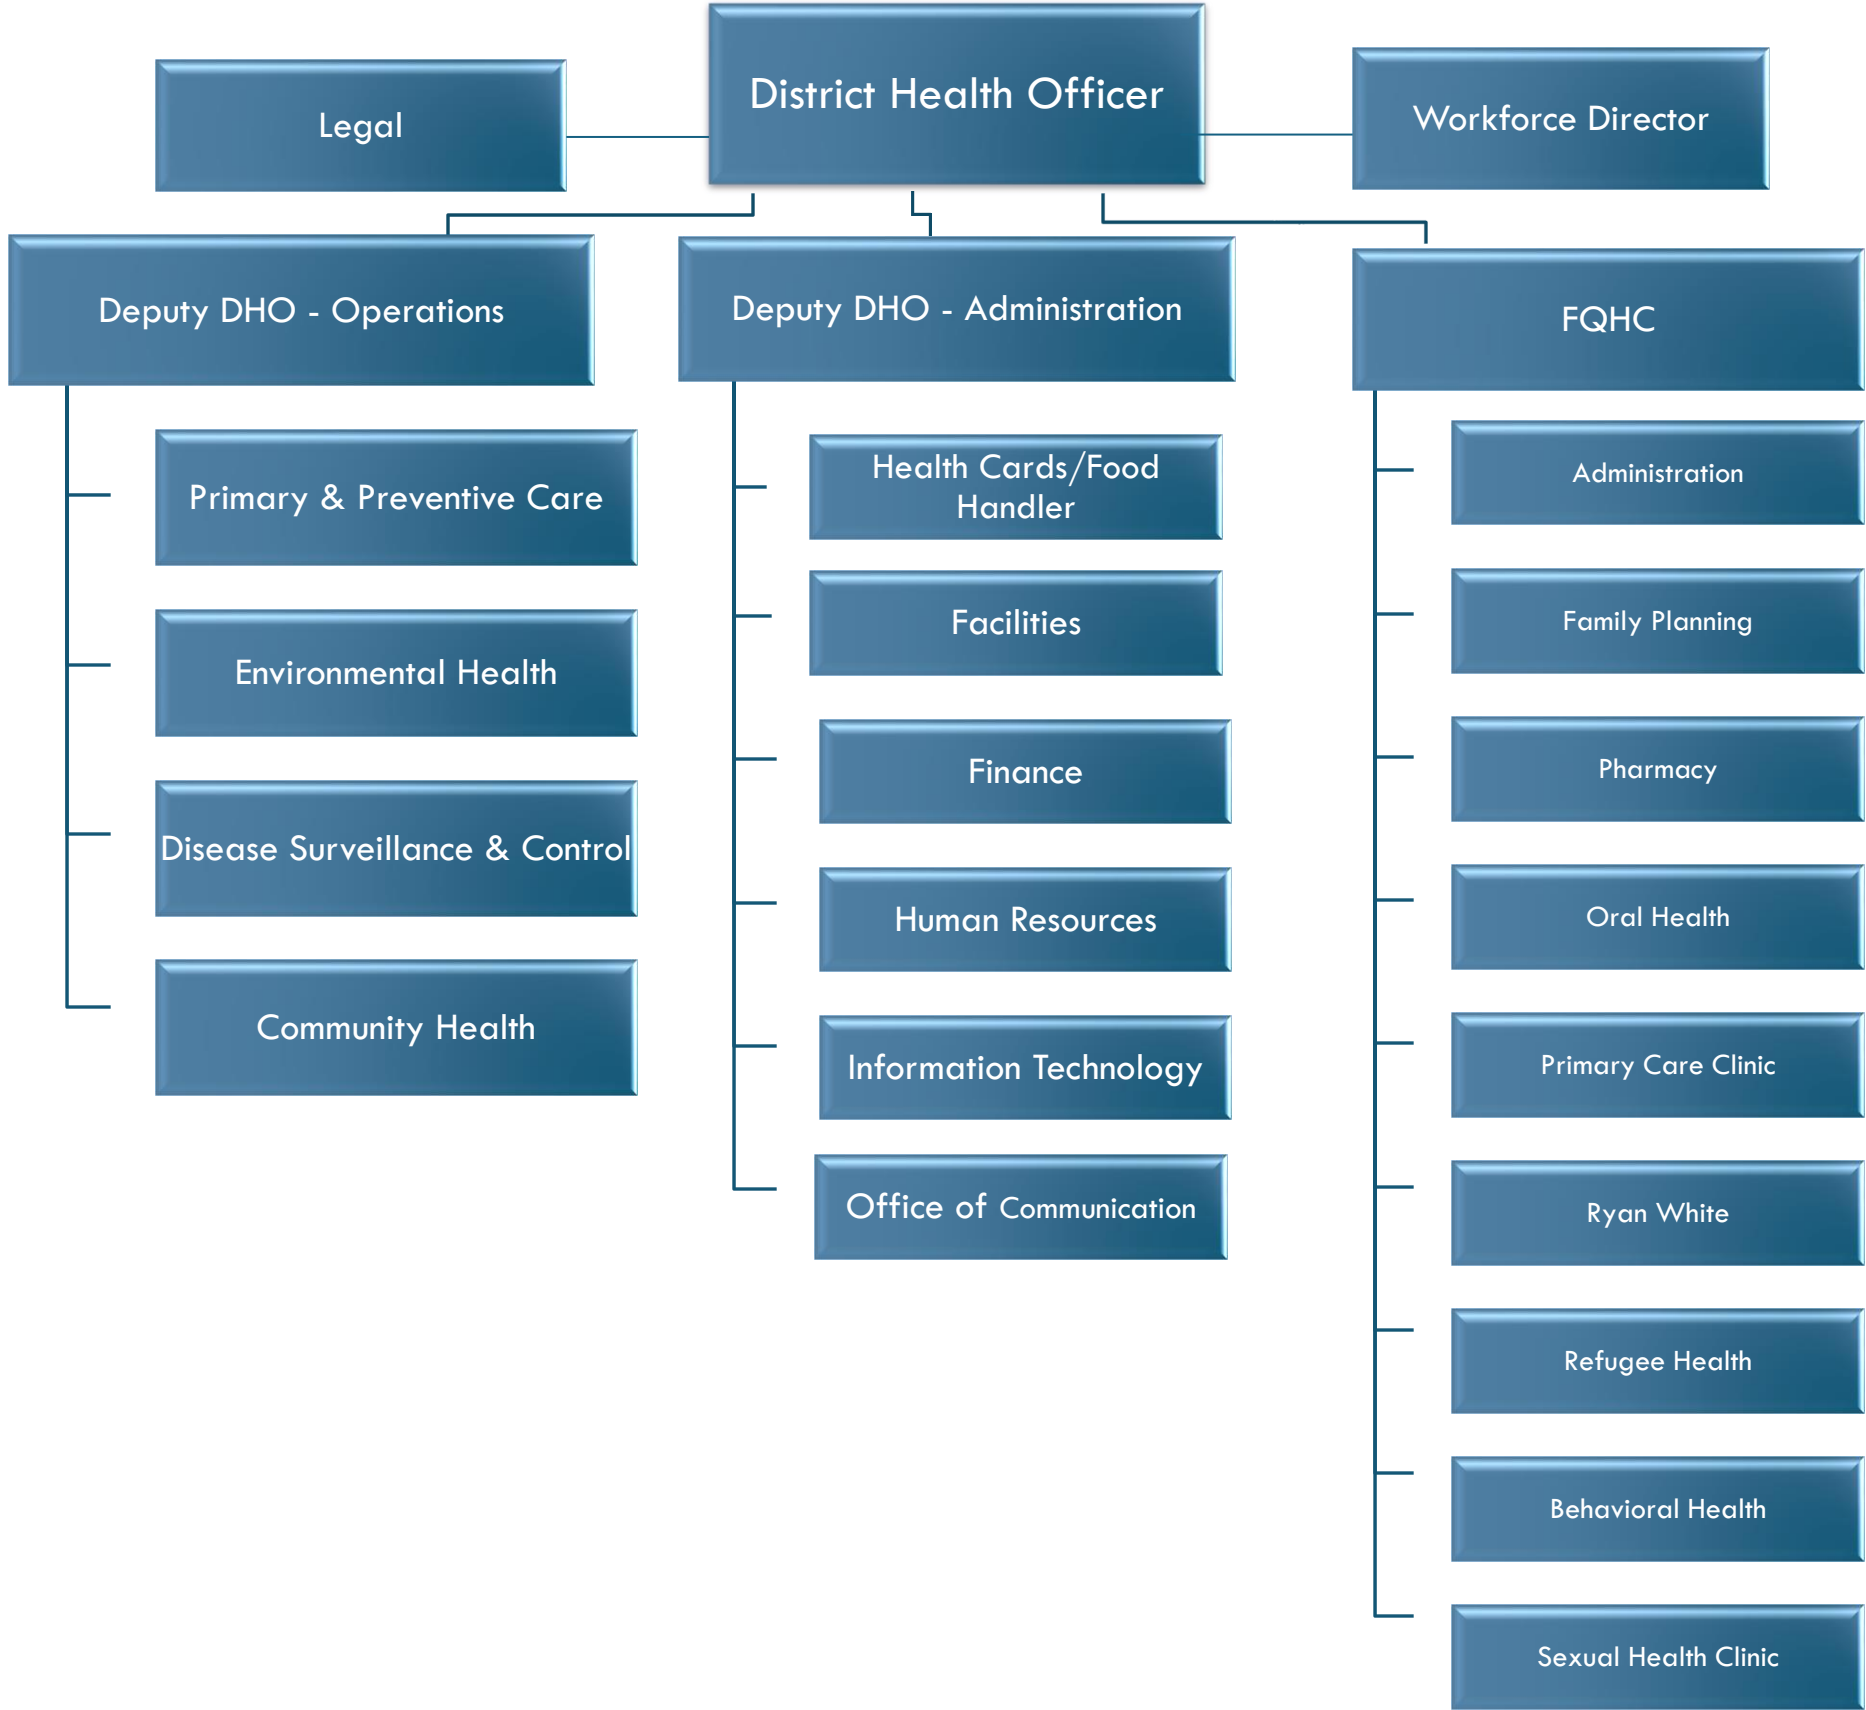 District Health Officer
Legal
Workforce Director
Deputy DHO - Operations
Primary & Preventive Care
Environmental Health
Disease Surveillance & Control
Community Health
Deputy DHO - Administration
Health Cards/Food
Handler
Facilities
Finance
Human Resources
Information Technology
Office of Communication
FQHC
Administration
Family Planning
Pharmacy
Oral Health
Primary Care Clinic
Ryan White
Refugee Health
Behavioral Health
Sexual Health Clinic